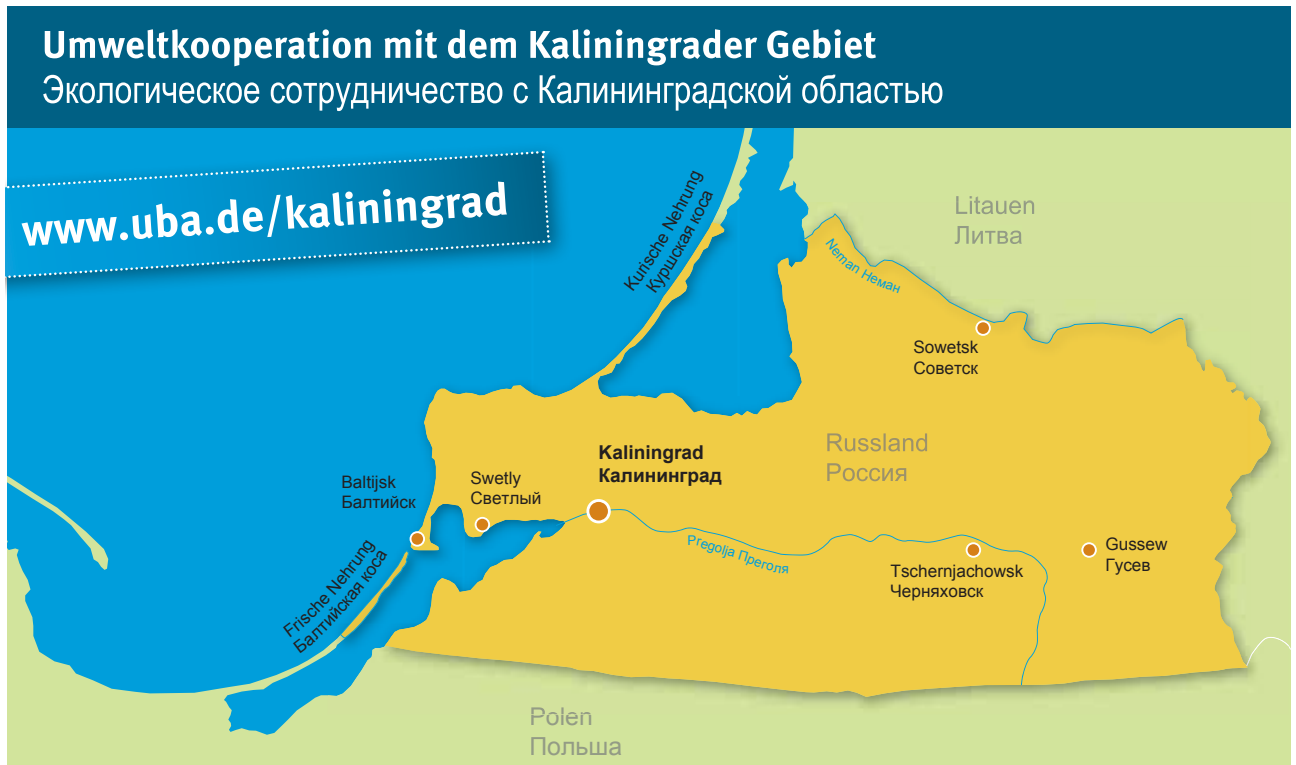 Umweltkooperation mit dem Kaliningrader Gebiet
Экологическое сотрудничество с Калининградской областью
www.uba.de/kaliningrad
Kurische Nehrung
Куршская коса
Litauen
Литва
Neman Неман
Sowetsk
Советск
Russland
Россия
Kaliningrad
Калининград
Baltijsk
Балтийск
Swetly
Светлый
Pregolja Преголя
Tschernjachowsk
Черняховск
Gussew
Гусев
Frische Nehrung
Балтийская коса
Polen
Польша